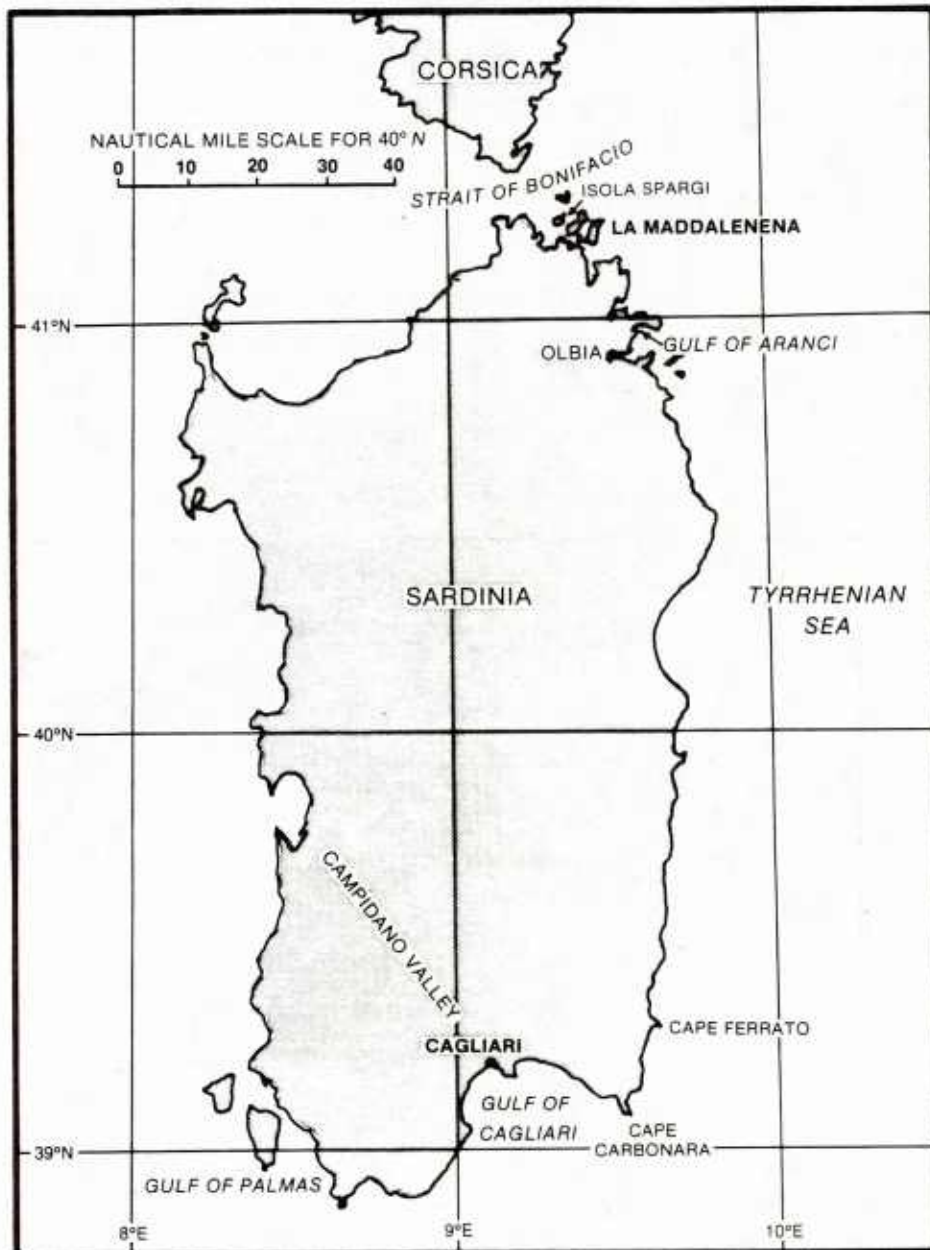 CORSICA
NAUTICAL MILE SCALE FOR 40° N
0 10 20 30 40
STRAIT OF BONIFACIO
ISOLA SPARGI
LA MADDALENENA
41°N
OLBIA
GULF OF ARANCI
SARDINIA
TYRRHENIAN
SEA
40°N
CAMPIDANO VALLEY
CAPE FERRATO
CAGLIARI
GULF OF
CAGLIARI
CAPE
CARBONARA
39°N
GULF OF PALMAS
8°E 9°E 10°E